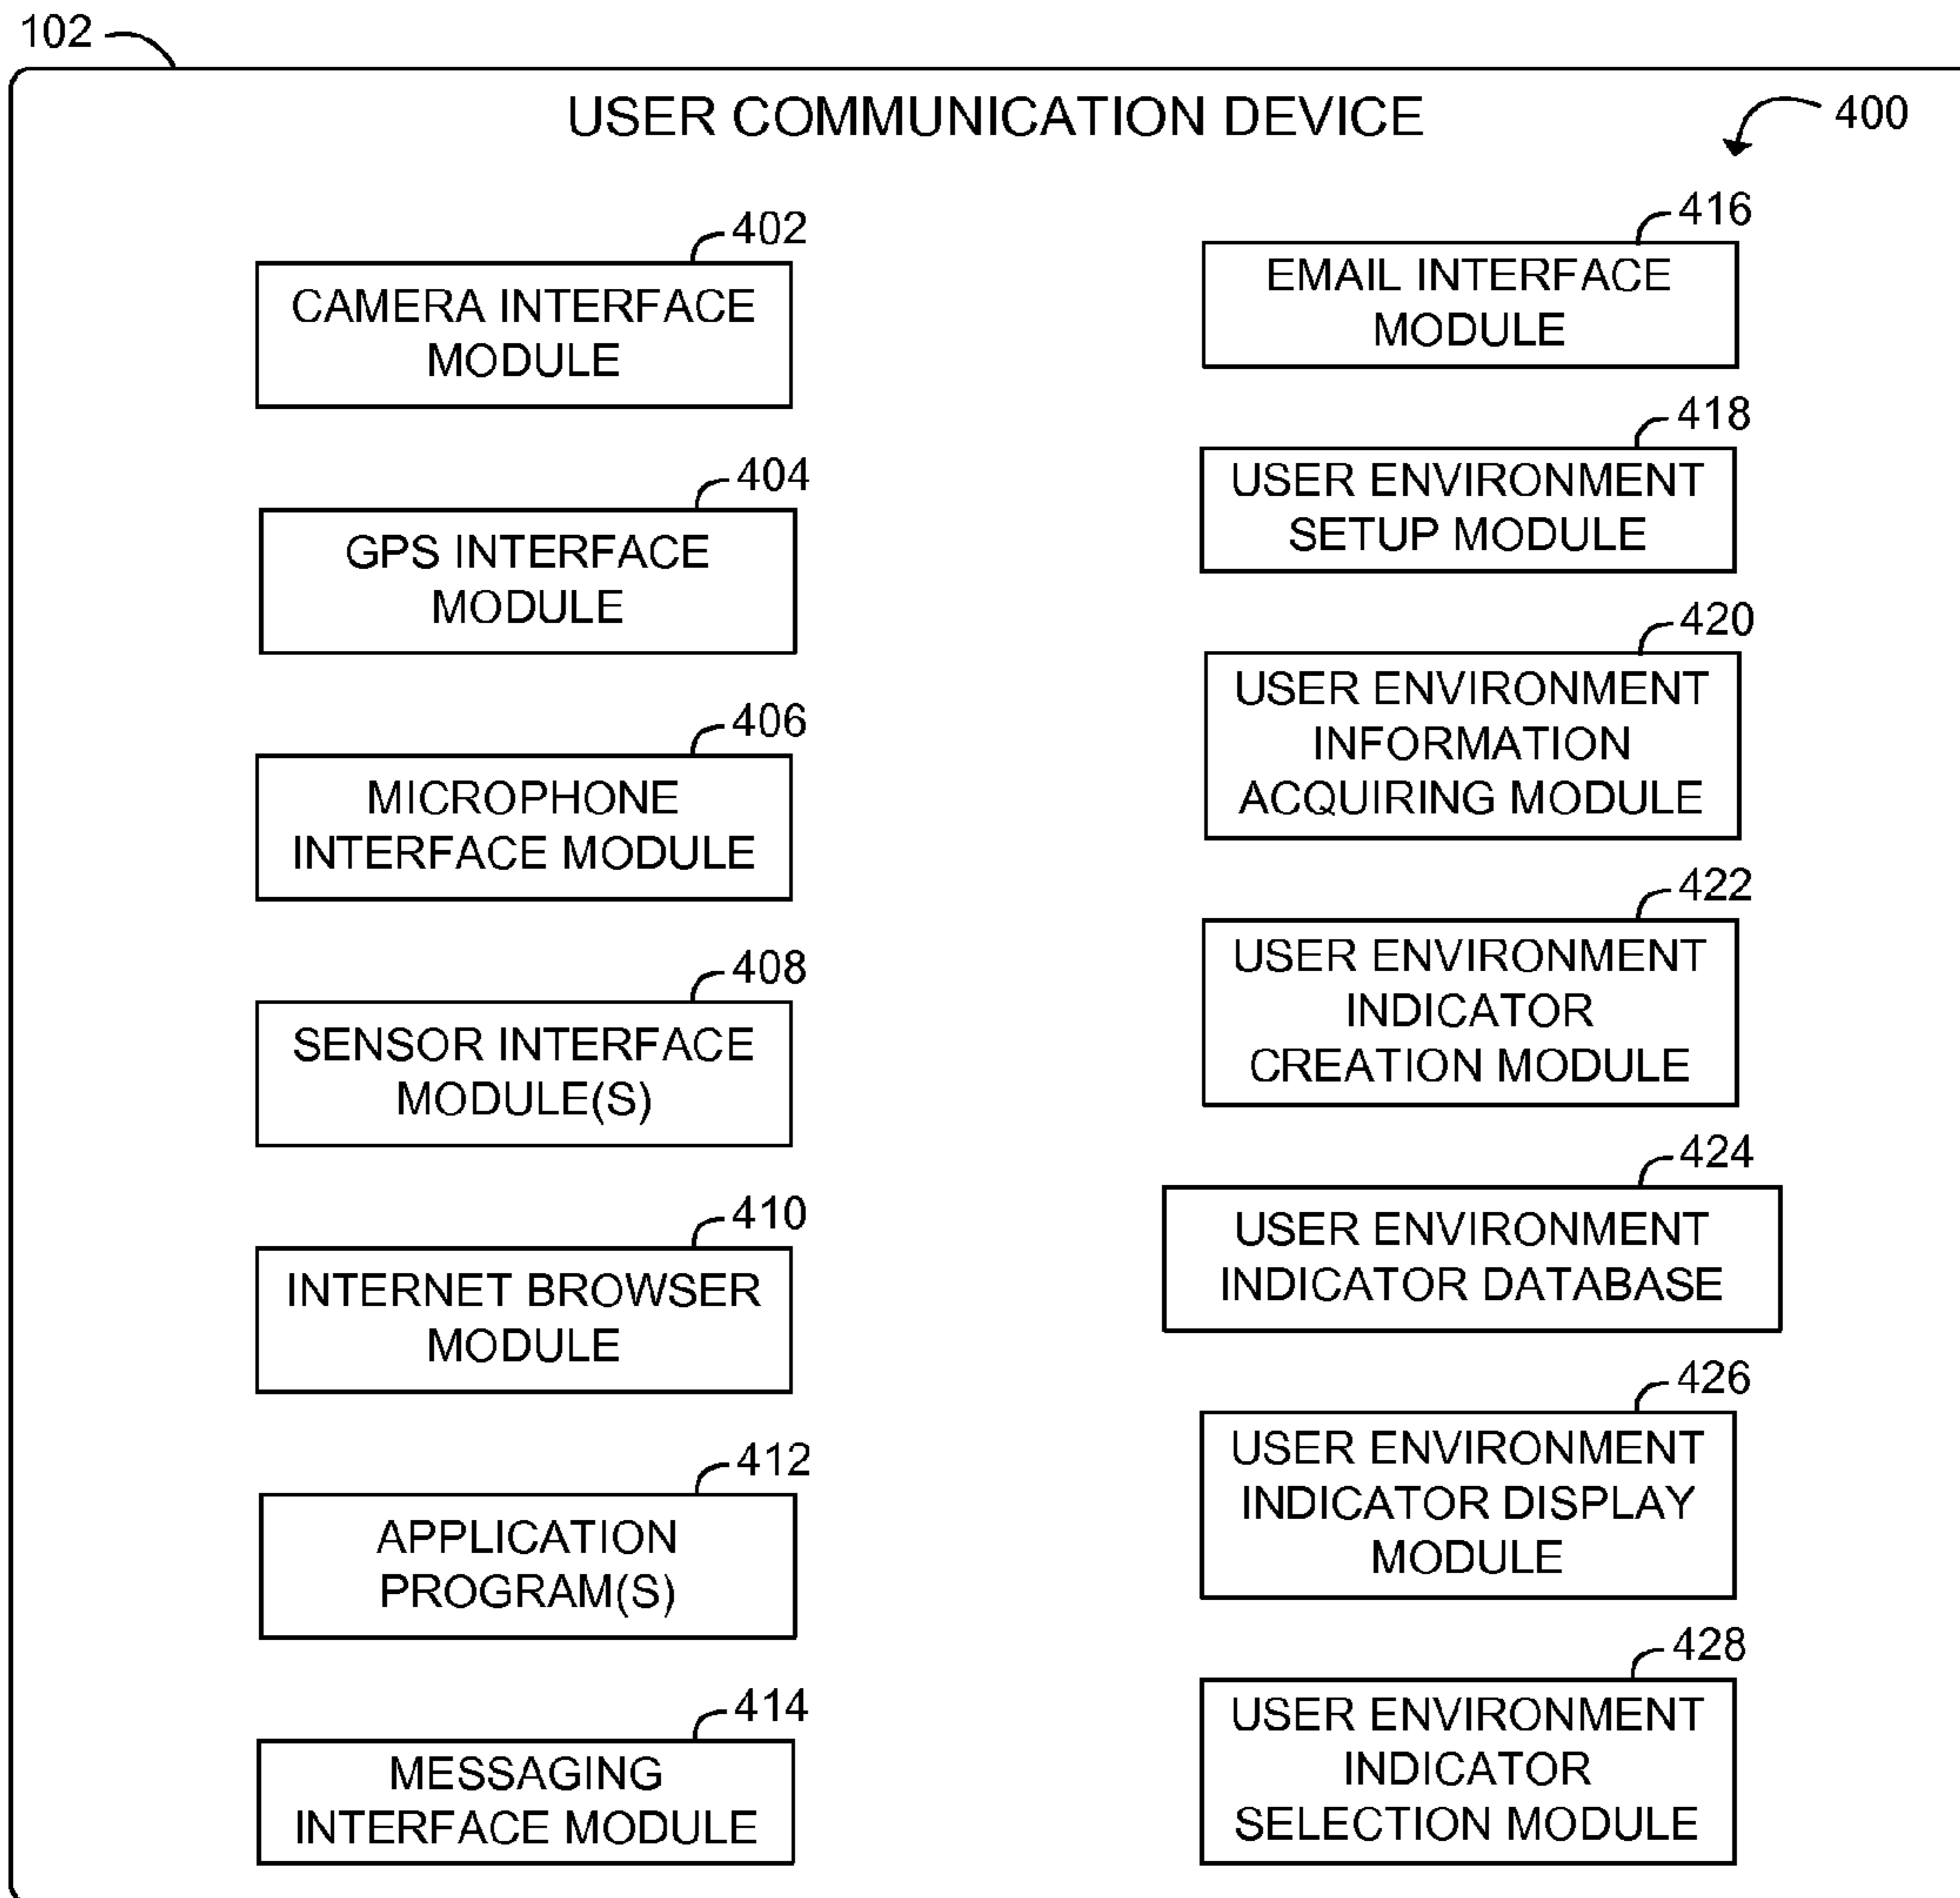 102
USER COMMUNICATION DEVICE
400
402
CAMERA INTERFACE
MODULE
404
GPS INTERFACE
MODULE
406
MICROPHONE
INTERFACE MODULE
408
SENSOR INTERFACE
MODULE(S)
410
INTERNET BROWSER
MODULE
412
APPLICATION
PROGRAM(S)
414
MESSAGING
INTERFACE MODULE
416
EMAIL INTERFACE
MODULE
418
USER ENVIRONMENT
SETUP MODULE
420
USER ENVIRONMENT
INFORMATION
ACQUIRING MODULE
422
USER ENVIRONMENT
INDICATOR
CREATION MODULE
424
USER ENVIRONMENT
INDICATOR DATABASE
426
USER ENVIRONMENT
INDICATOR DISPLAY
MODULE
428
USER ENVIRONMENT
INDICATOR
SELECTION MODULE